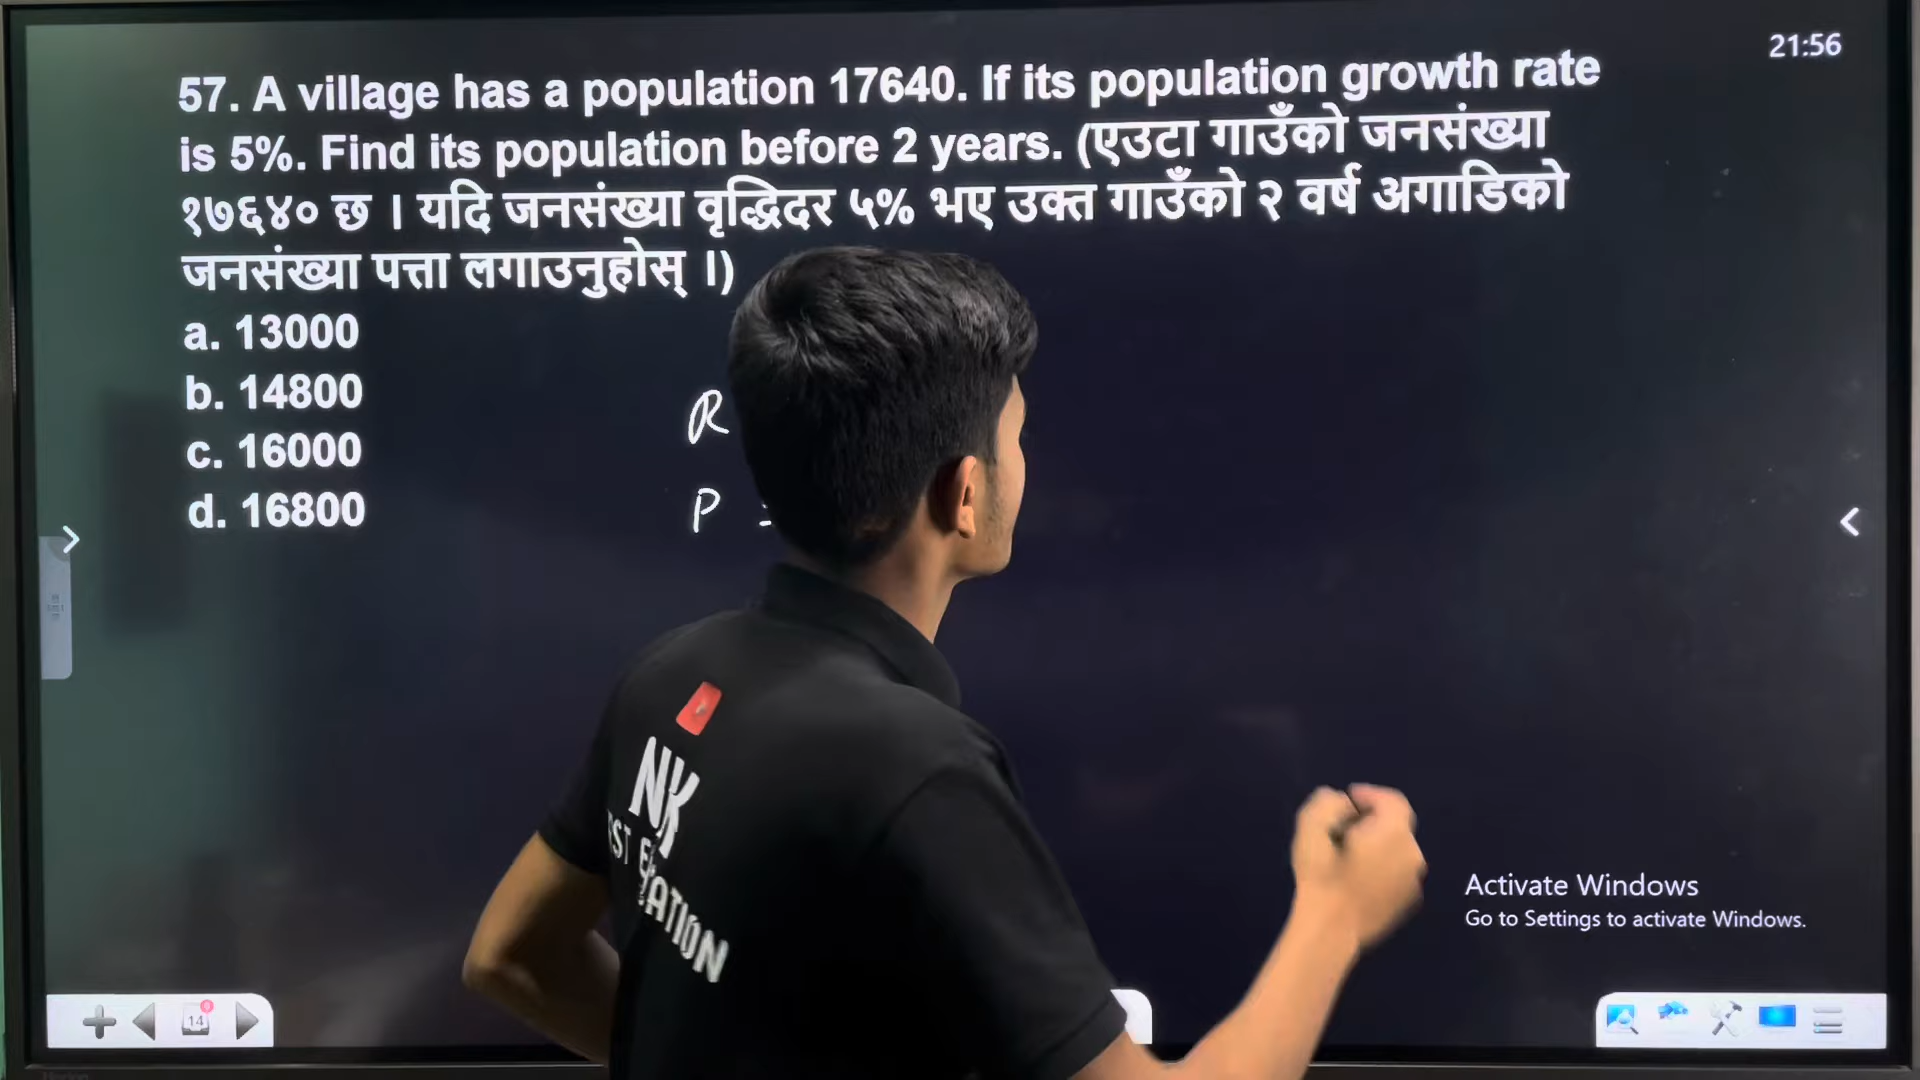 21:56
57. A village has a population 17640. If its population growth rate
is 5%. Find its population before 2 years. (एउटा गाउँको जनसंख्या
१७६४० छ । यदि जनसंख्या वृद्धिदर ५% भए उक्त गाउँको २ वर्ष अगाडिको
जनसंख्या पत्ता लगाउनुहोस् ।)
a. 13000
b. 14800
c. 16000
d. 16800
R
P
NK
Activate Windows
Go to Settings to activate Windows.
14